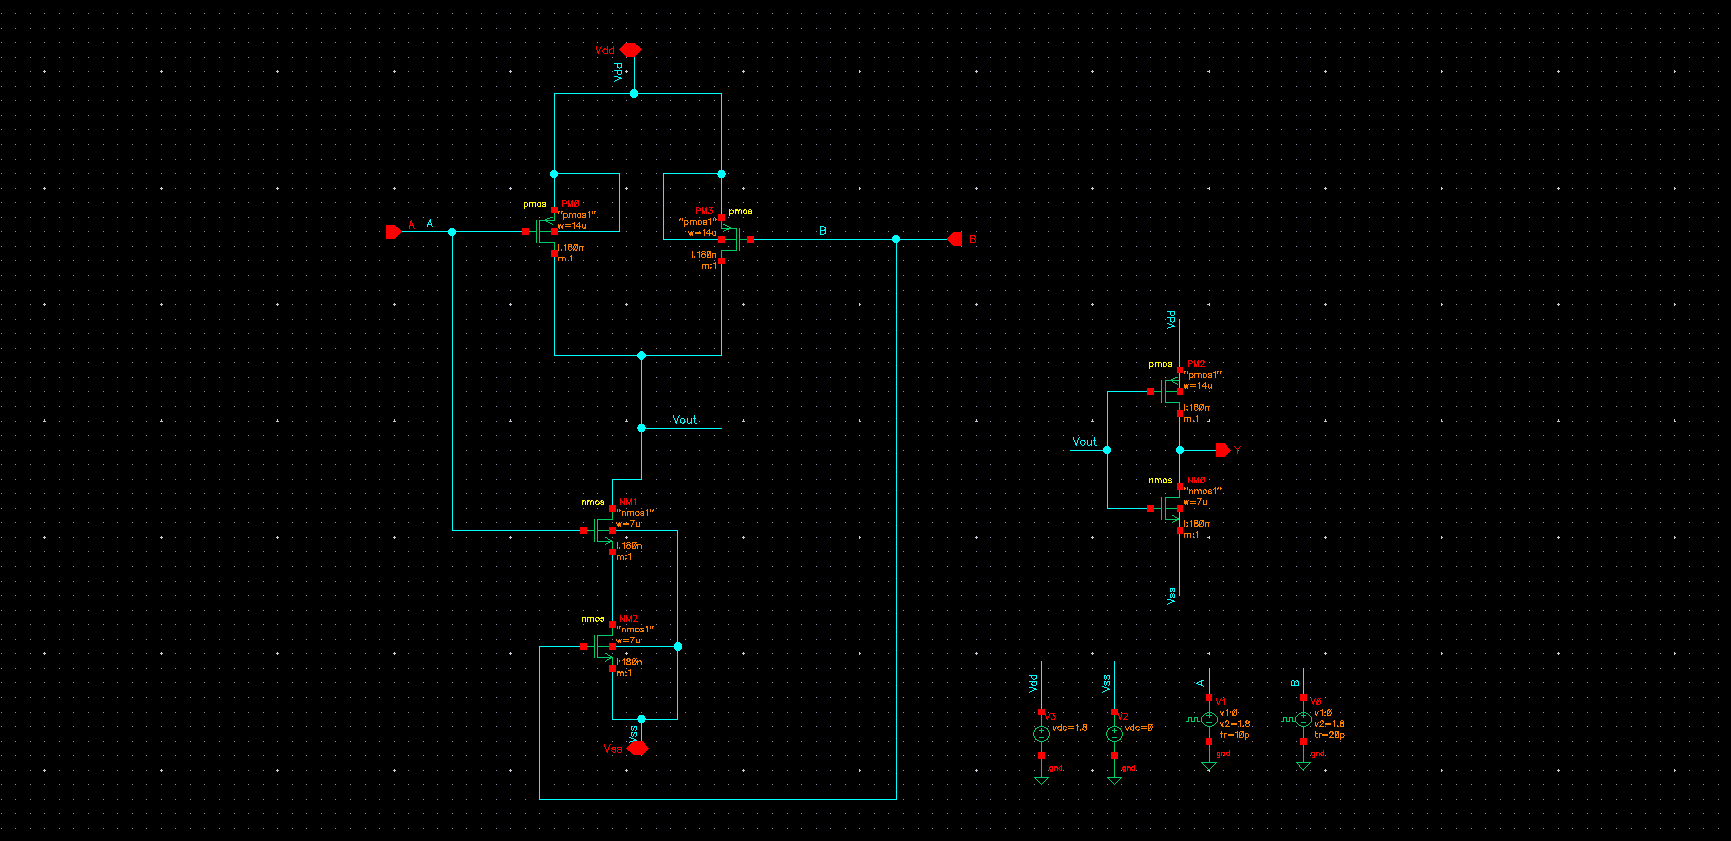 Vdd
Vdd
pmos
PM0
"pmos1"
w=14u
l:180n
m:1
PM3
pmos
"pmos1"
w=14u
l:180n
m:1
A
A
B
B
Vout
nmos
NM1
"nmos1"
w=7u
l:180n
m:1
nmos
NM2
"nmos1"
w=7u
l:180n
m:1
Vss
Vss
Vdd
pmos
PM2
"pmos1"
w=14u
l:180n
m:1
Vout
Y
nmos
NM0
"nmos1"
w=7u
l:180n
m:1
Vss
Vdd
V3
vdc=1.8
gnd
Vss
V2
vdc=0
gnd
A
V1
v1:0
v2=1.8
tr=10p
gnd
B
V0
v1:0
v2=1.8
tr=20p
gnd